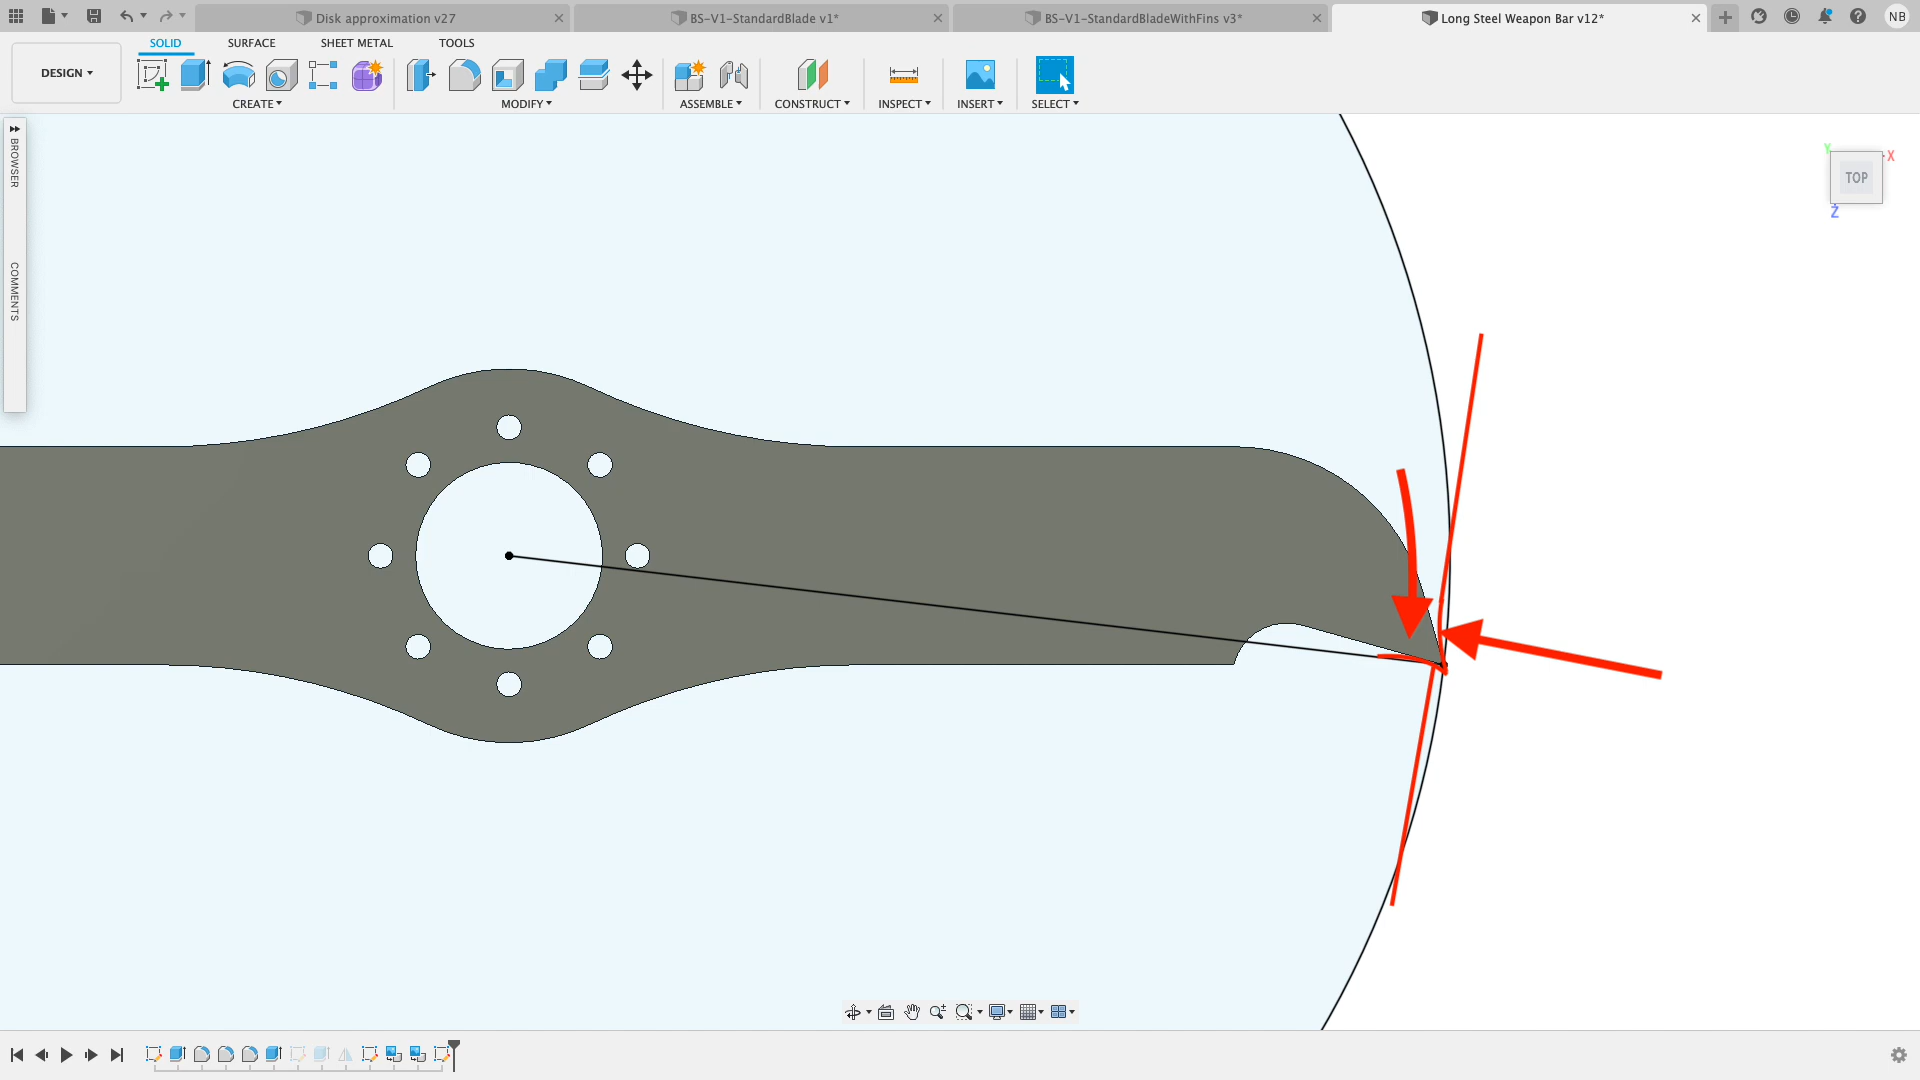 Disk approximation v27
BS-V1-StandardBlade v1*
BS-V1-StandardBladeWithFins v3*
Long Steel Weapon Bar v12*
NB
DESIGN
SOLID
SURFACE
SHEET METAL
TOOLS
CREATE
MODIFY
ASSEMBLE
CONSTRUCT
INSPECT
INSERT
SELECT
BROWSER
COMMENTS
Y
X
TOP
Z